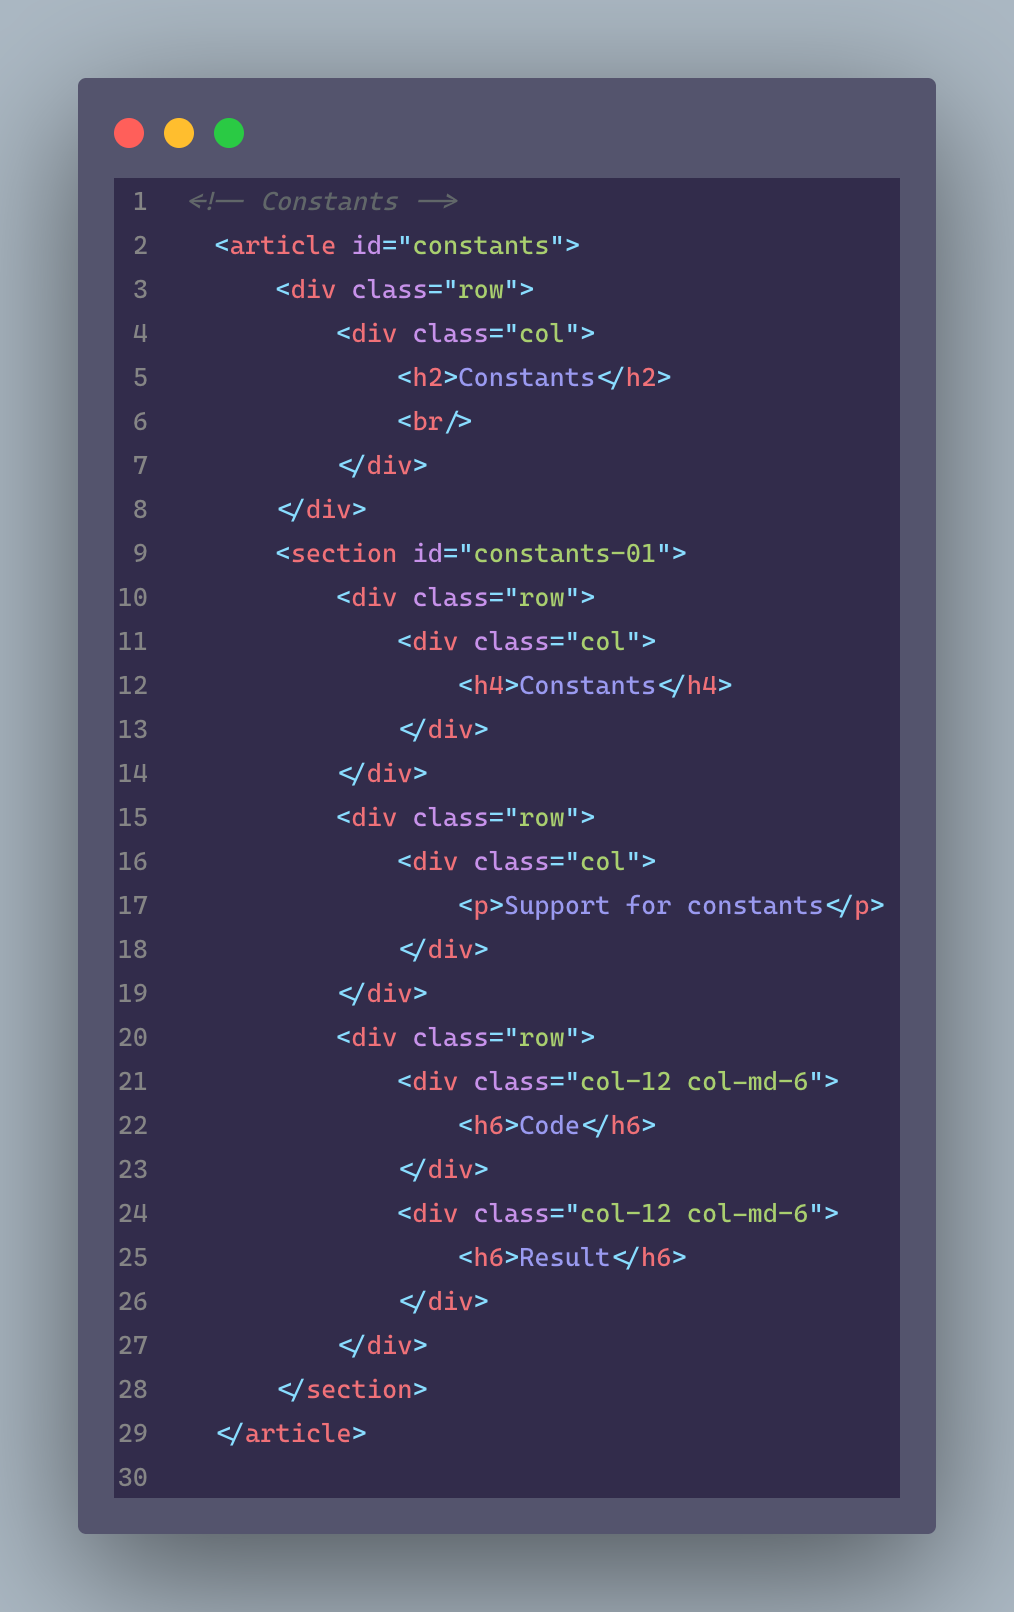 1 <!-- Constants -->
2 <article id="constants">
3 <div class="row">
4 <div class="col">
5 <h2>Constants</h2>
6 <br/>
7 </div>
8 </div>
9 <section id="constants-01">
10 <div class="row">
11 <div class="col">
12 <h4>Constants</h4>
13 </div>
14 </div>
15 <div class="row">
16 <div class="col">
17 <p>Support for constants</p>
18 </div>
19 </div>
20 <div class="row">
21 <div class="col-12 col-md-6">
22 <h6>Code</h6>
23 </div>
24 <div class="col-12 col-md-6">
25 <h6>Result</h6>
26 </div>
27 </div>
28 </section>
29 </article>
30